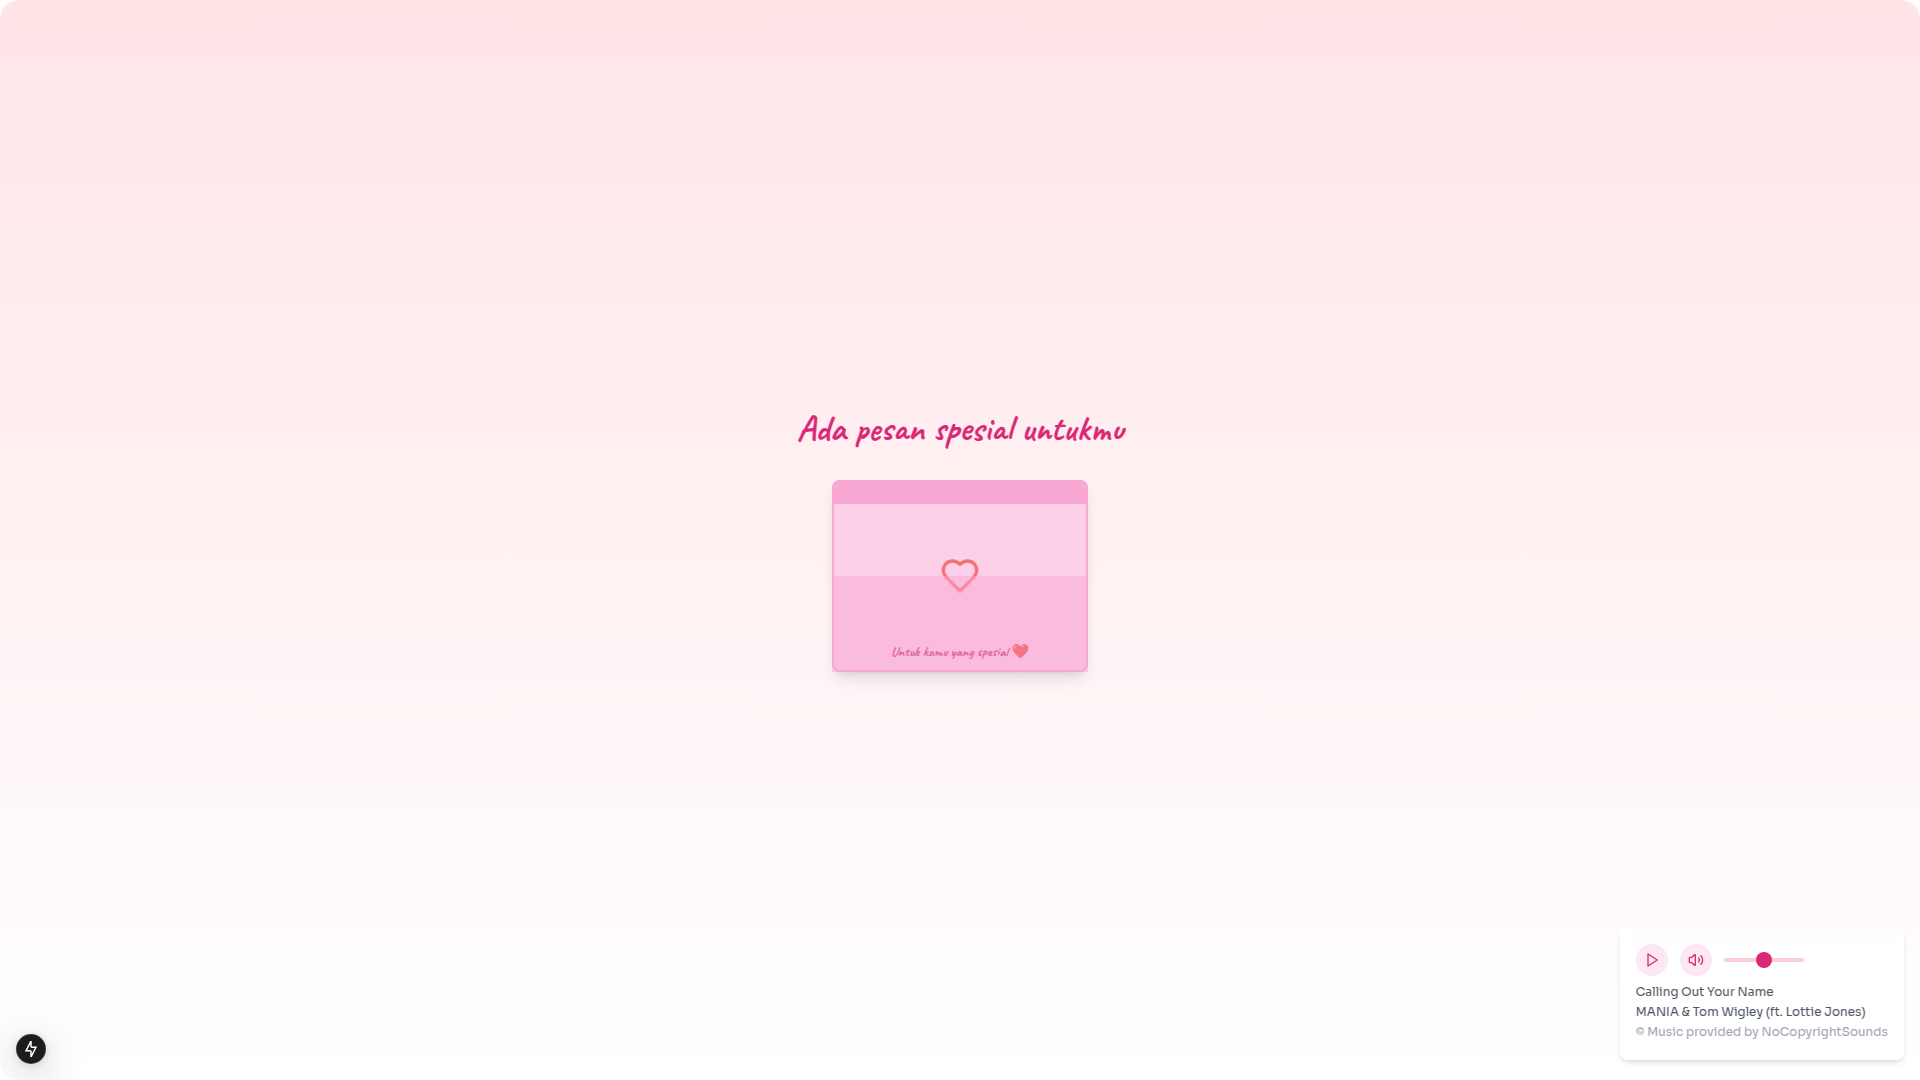 Ada pesan spesial untukmu
Untuk kamu yang spesial ❤️
Calling Out Your Name
MANIA & Tom Wigley (ft. Lottie Jones)
© Music provided by NoCopyrightSounds